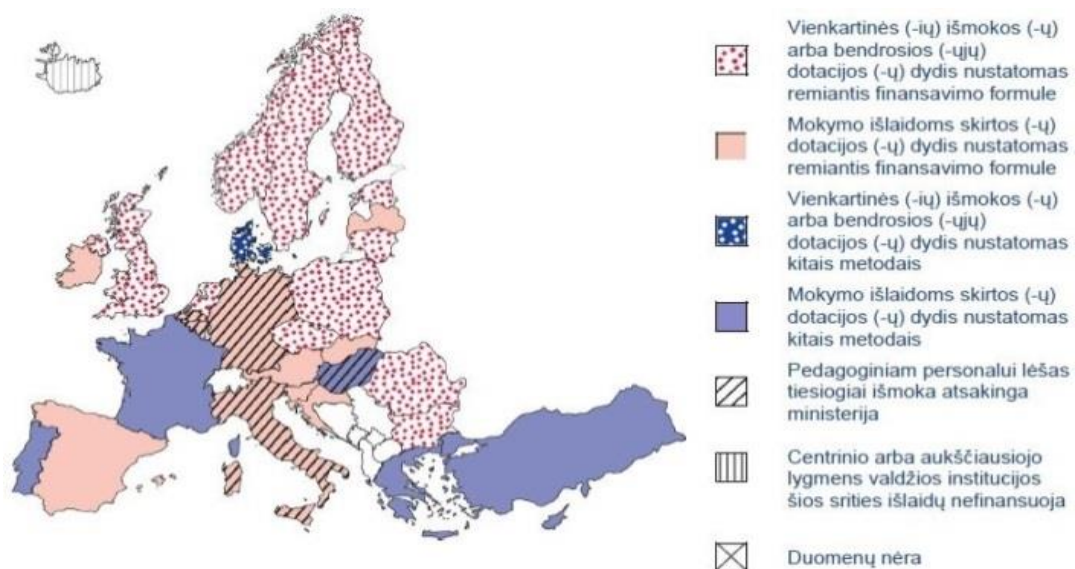 Vienkartinės (-ių) išmokos (-ų)
arba bendrosios (-ųjų)
dotacijos (-ų) dydis nustatomas
remiantis finansavimo formule
Mokymo išlaidoms skirtos (-ų)
dotacijos (-ų) dydis nustatomas
remiantis finansavimo formule
Vienkartinės (-ių) išmokos (-ų)
arba bendrosios (-ųjų)
dotacijos (-ų) dydis nustatomas
kitais metodais
Mokymo išlaidoms skirtos (-ų)
dotacijos (-ų) dydis nustatomas
kitais metodais
Pedagoginiam personalui lėšas
tiesiogiai išmoka atsakinga
ministerija
Centrinio arba aukščiausiojo
lygmens valdžios institucijos
šios srities išlaidų nefinansuoja
Duomenų nėra